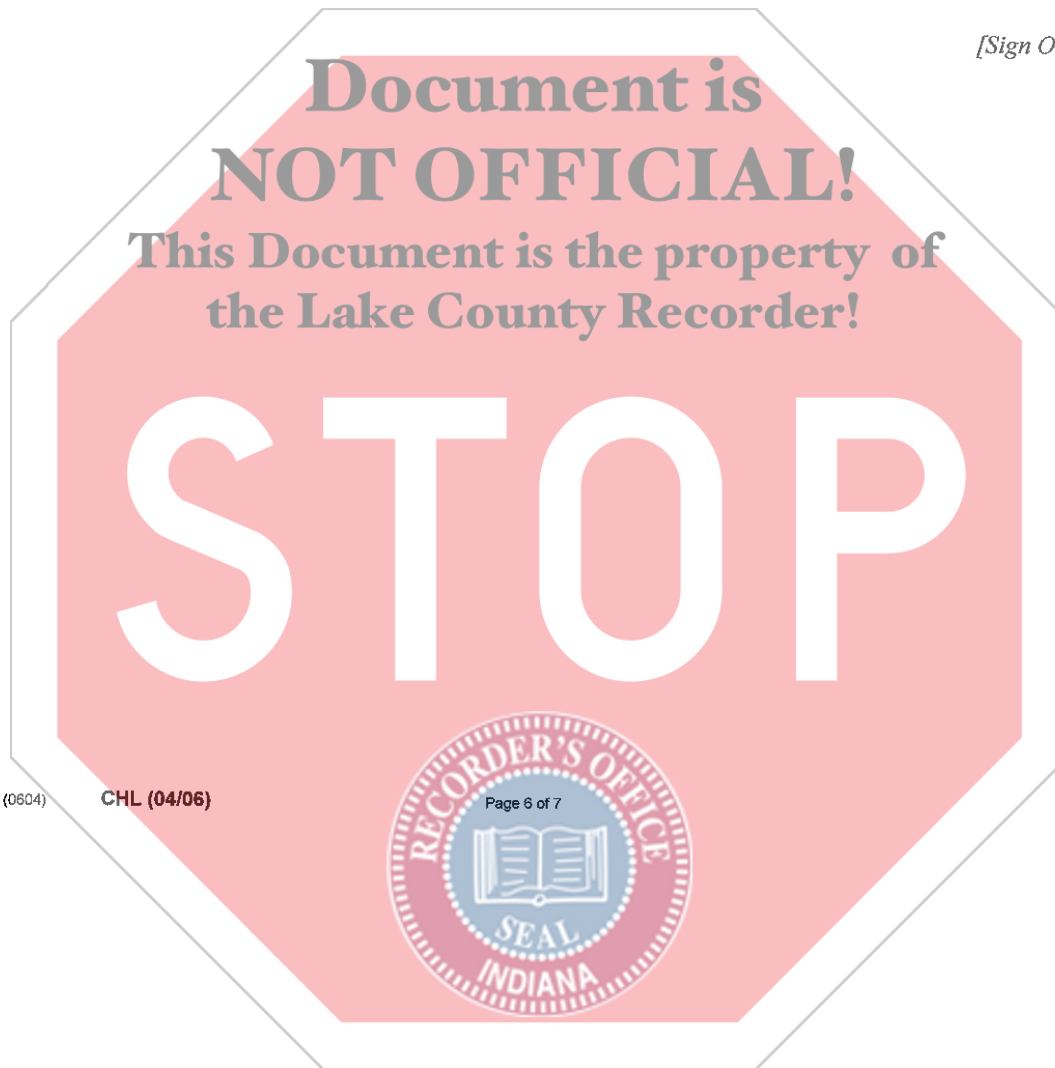 [Sign O
Document is
NOT OFFICIAL!
This Document is the property of
the Lake County Recorder!
STOP
(0604) CHL (04/06) Page 6 of 7
RECORDER'S OFFICE
SEAL
INDIANA